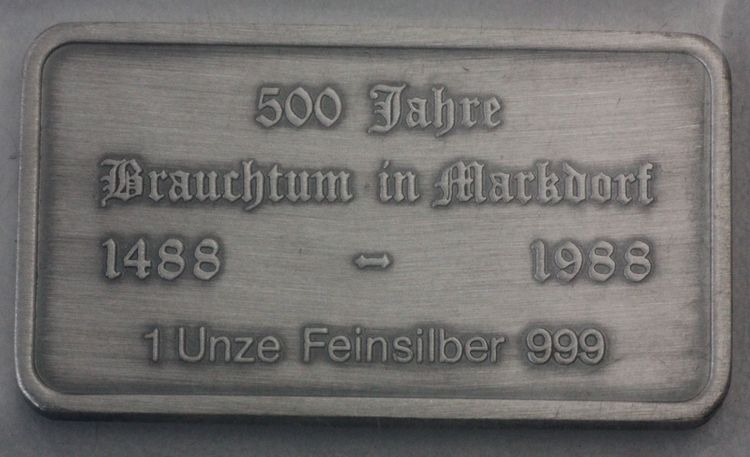 500 Jahre
Brauchtum in Markdorf
1488 - 1988
1 Unze Feinsilber 999